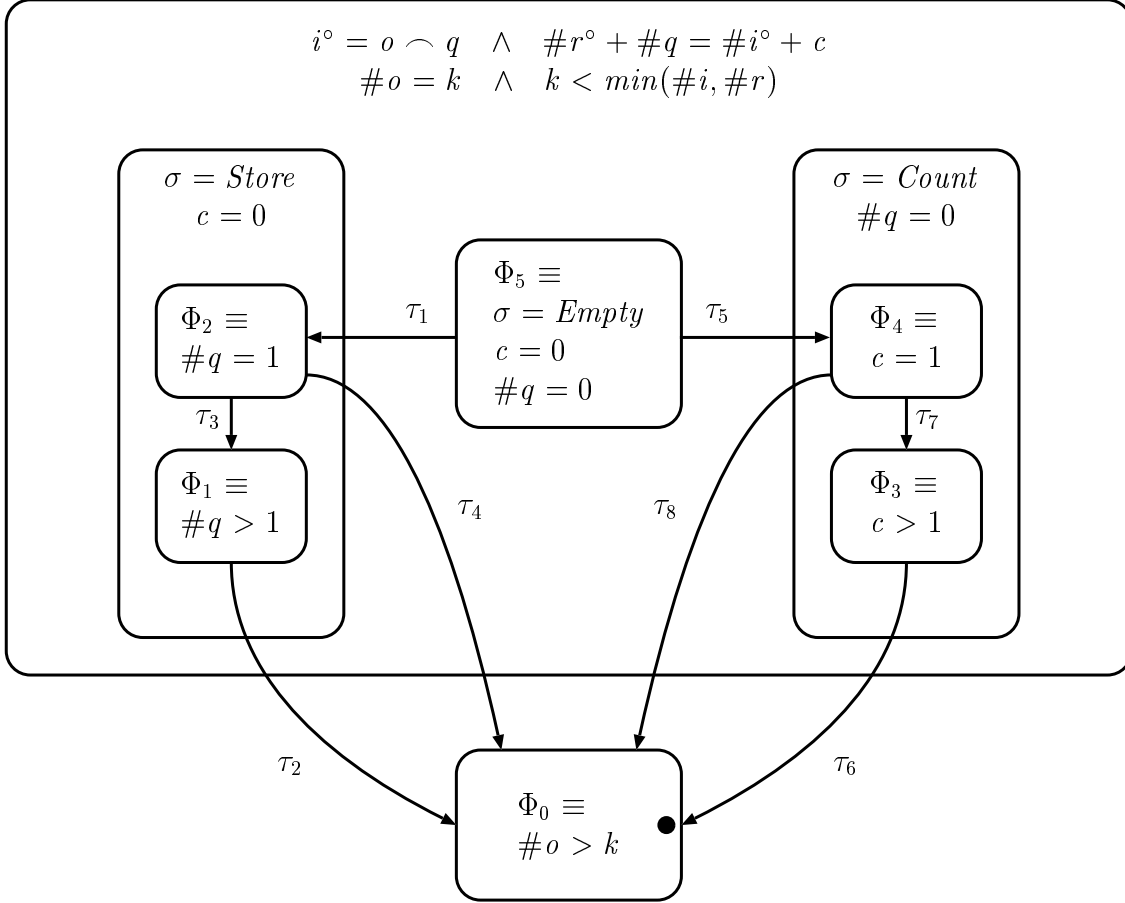 i° = o ⌢ q ∧ #r° + #q = #i° + c
#o = k ∧ k < min(#i, #r)
σ = Store
c = 0
σ = Count
#q = 0
Φ₅ ≡
σ = Empty
c = 0
#q = 0
τ₁
τ₅
Φ₂ ≡
#q = 1
Φ₄ ≡
c = 1
τ₃
τ₇
Φ₁ ≡
#q > 1
Φ₃ ≡
c > 1
τ₄
τ₈
τ₂
τ₆
Φ₀ ≡
#o > k